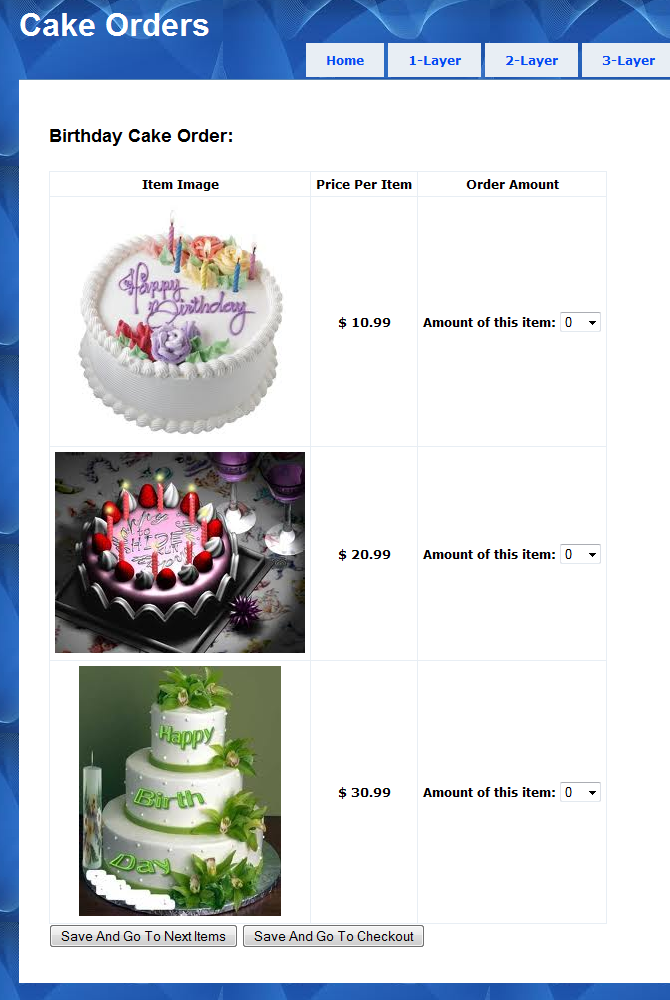 Cake Orders
Home 1-Layer 2-Layer 3-Layer
Birthday Cake Order:
Item Image Price Per Item Order Amount
Happy
Birthday
$ 10.99 Amount of this item: 0
$ 20.99 Amount of this item: 0
Happy
Birth
Day
$ 30.99 Amount of this item: 0
Save And Go To Next Items Save And Go To Checkout